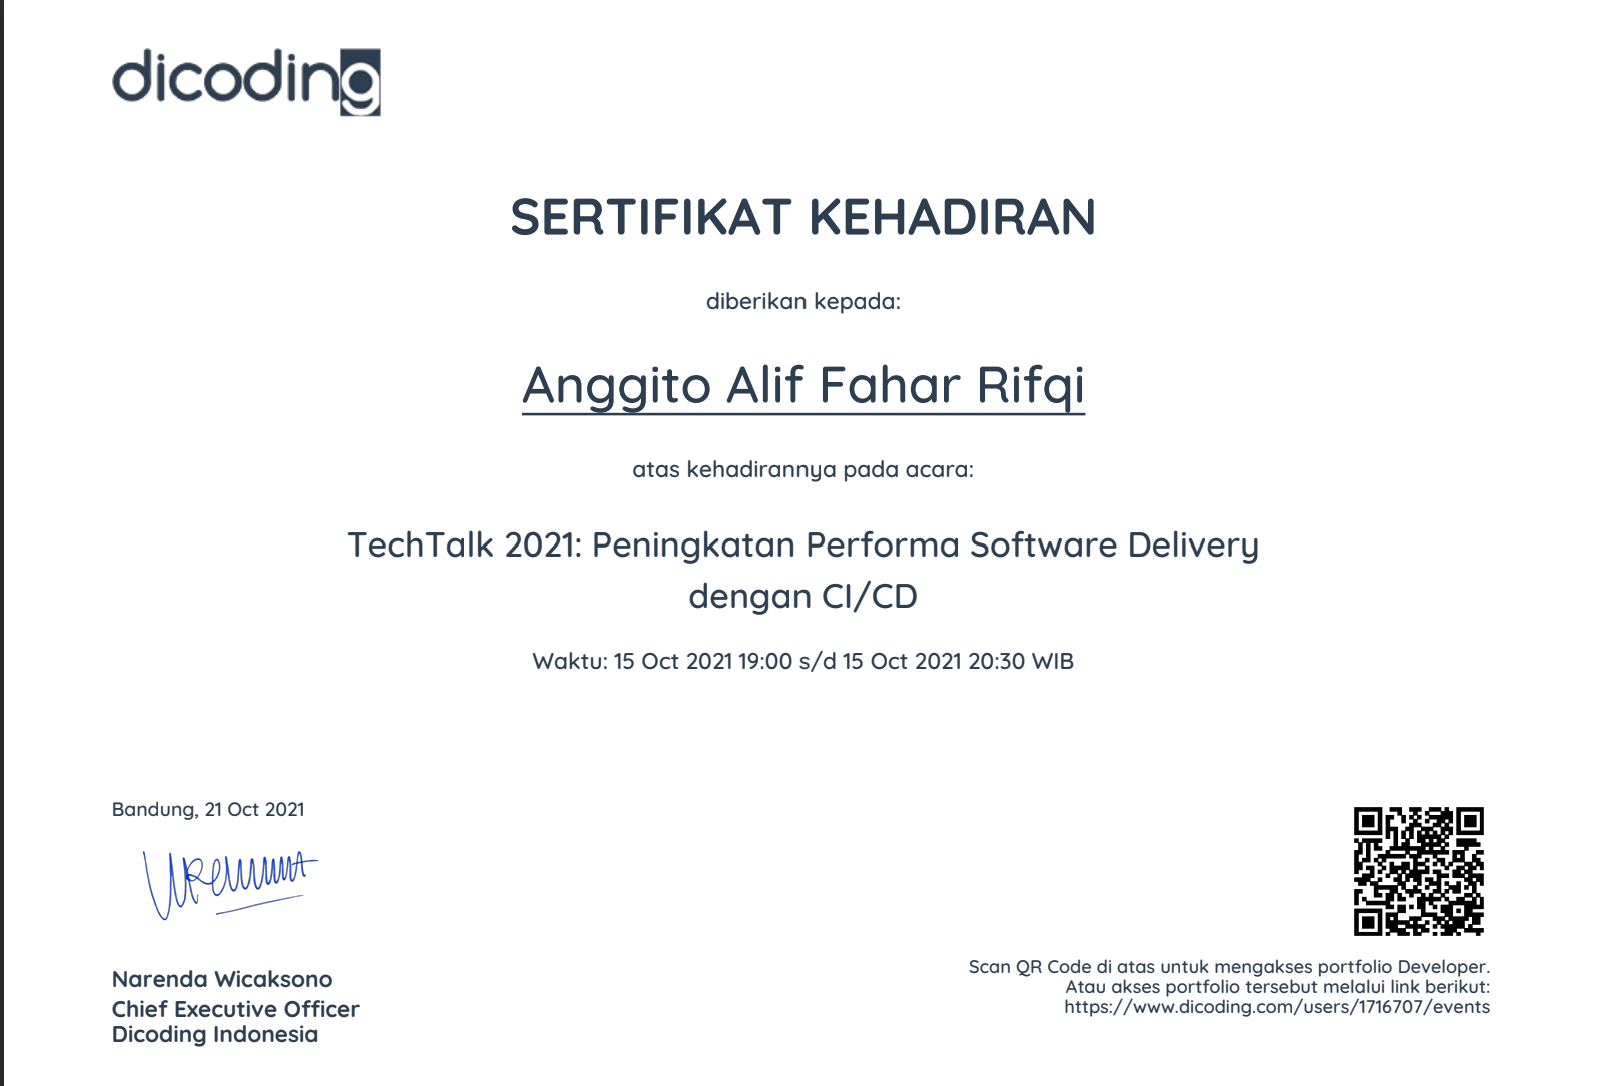 dicoding
SERTIFIKAT KEHADIRAN
diberikan kepada:
Anggito Alif Fahar Rifqi
atas kehadirannya pada acara:
TechTalk 2021: Peningkatan Performa Software Delivery
dengan CI/CD
Waktu: 15 Oct 2021 19:00 s/d 15 Oct 2021 20:30 WIB
Bandung, 21 Oct 2021
Narenda Wicaksono
Chief Executive Officer
Dicoding Indonesia
Scan QR Code di atas untuk mengakses portfolio Developer.
Atau akses portfolio tersebut melalui link berikut:
https://www.dicoding.com/users/1716707/events